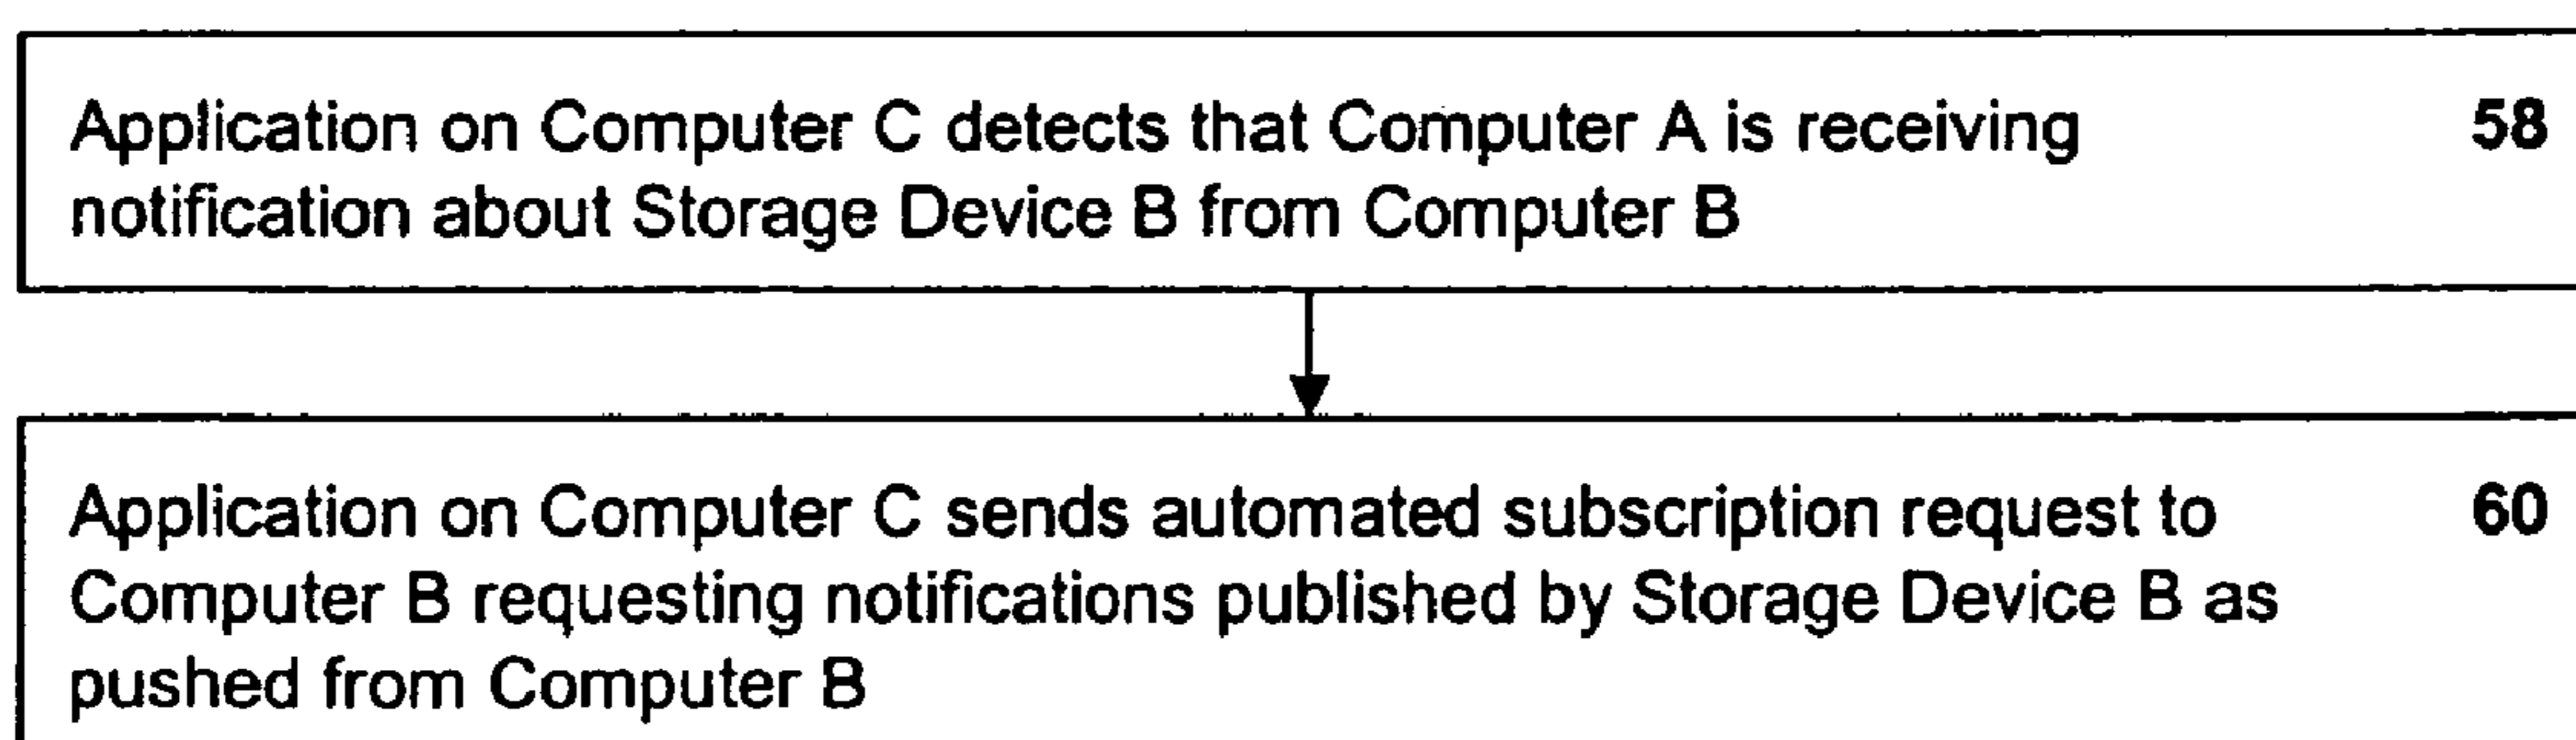 Application on Computer C detects that Computer A is receiving 58
notification about Storage Device B from Computer B
Application on Computer C sends automated subscription request to 60
Computer B requesting notifications published by Storage Device B as
pushed from Computer B